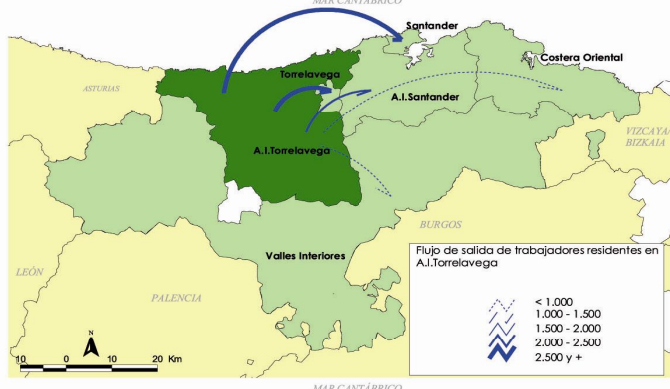 MAR CANTÁBRICO
Santander
Costera Oriental
Torrelavega
ASTURIAS
A.I.Santander
VIZCAYA/
BIZKAIA
A.I.Torrelavega
BURGOS
Valles Interiores
LEÓN
PALENCIA
Flujo de salida de trabajadores residentes en
A.I.Torrelavega
< 1.000
1.000 - 1.500
1.500 - 2.000
2.000 - 2.500
2.500 y +
N
10 0 10 20 Km
MAR CANTÁBRICO